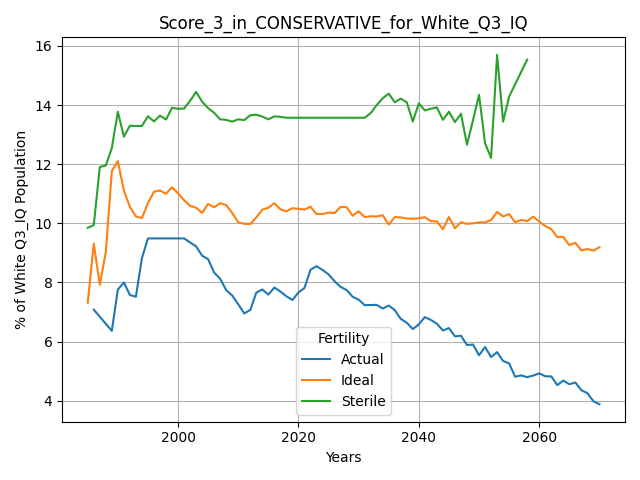 Score_3_in_CONSERVATIVE_for_White_Q3_IQ
% of White Q3_IQ Population
16
14
12
10
8
6
4
Fertility
Actual
Ideal
Sterile
2000
2020
2040
2060
Years